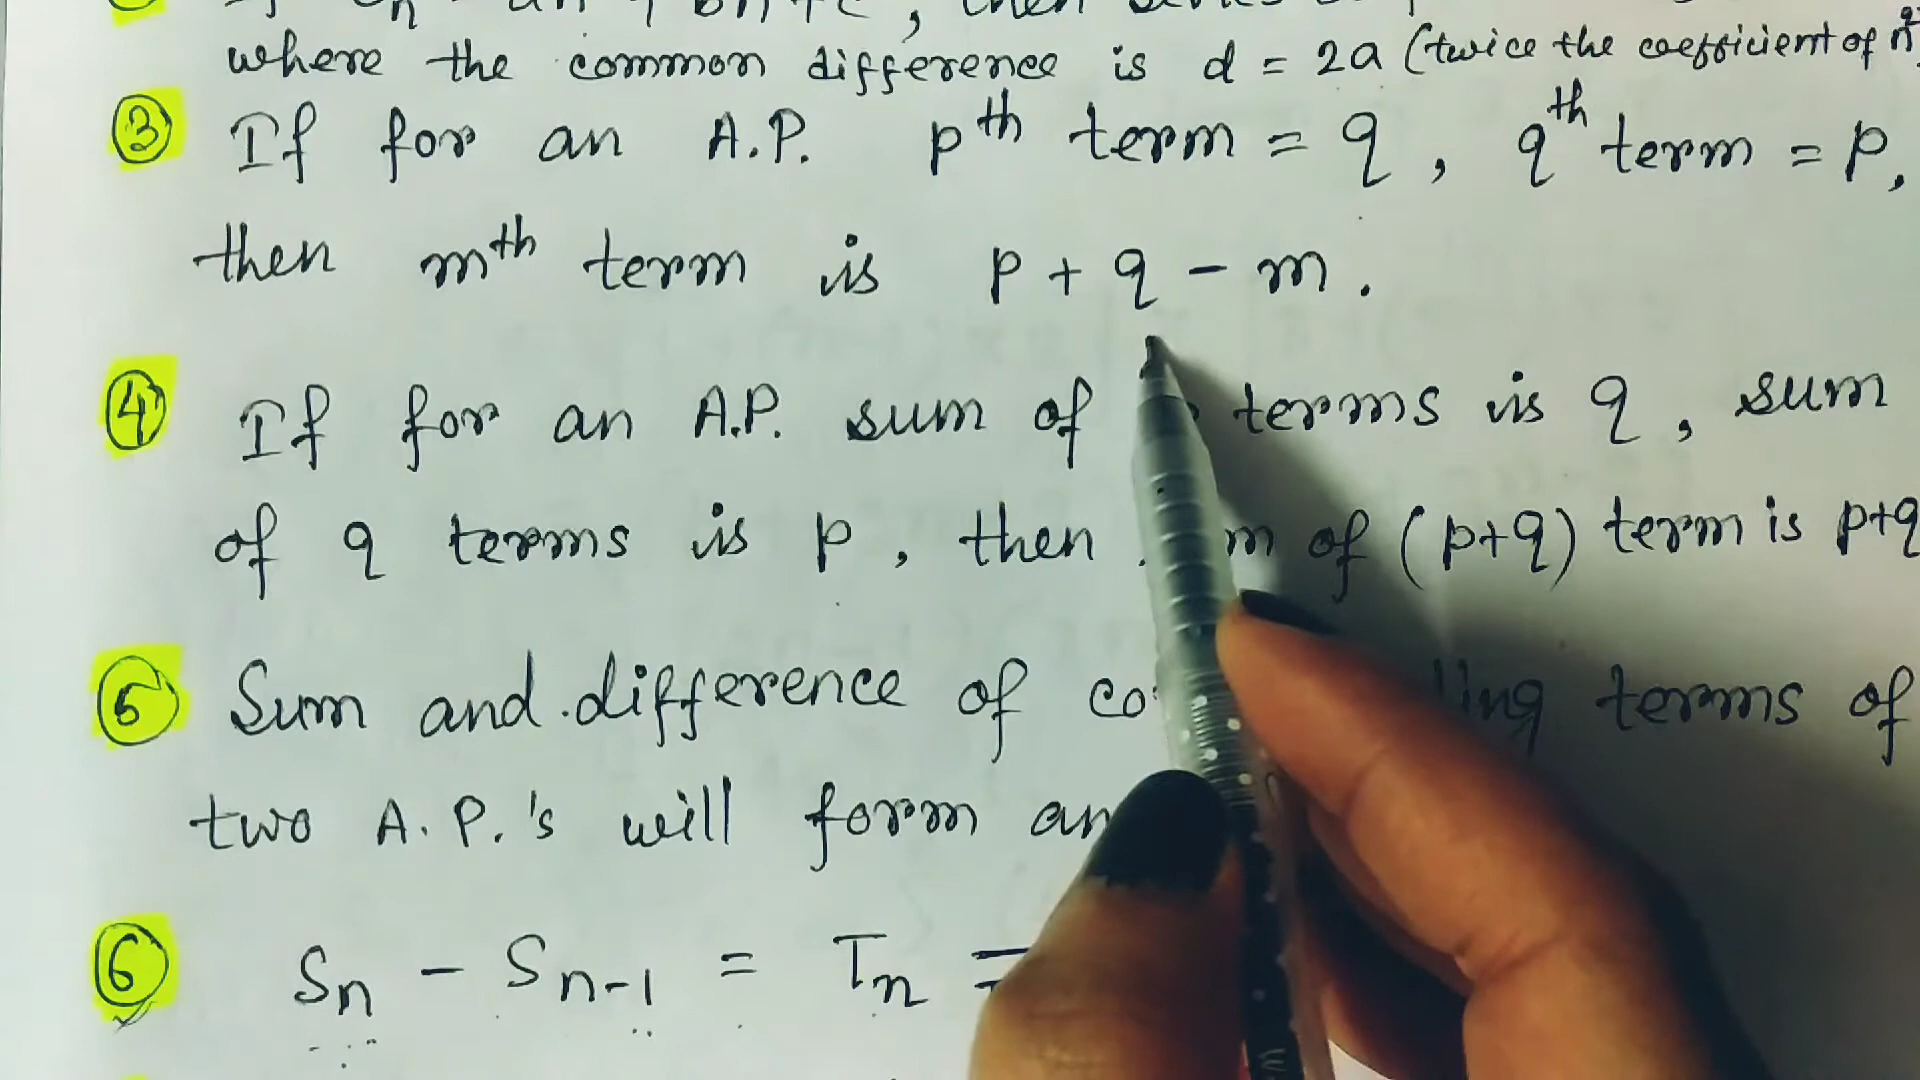 where the common difference is d = 2a (twice the coefficient of n²
③ If for an A.P. pᵗʰ term = q, qᵗʰ term = p,
then mᵗʰ term is p + q - m.
④ If for an A.P. sum of terms is q, sum
of q terms is p, then of (p+q) term is p+q
⑤ Sum and difference of terms of
two A.P.'s will form an
⑥ Sₙ - Sₙ₋₁ = Tₙ =